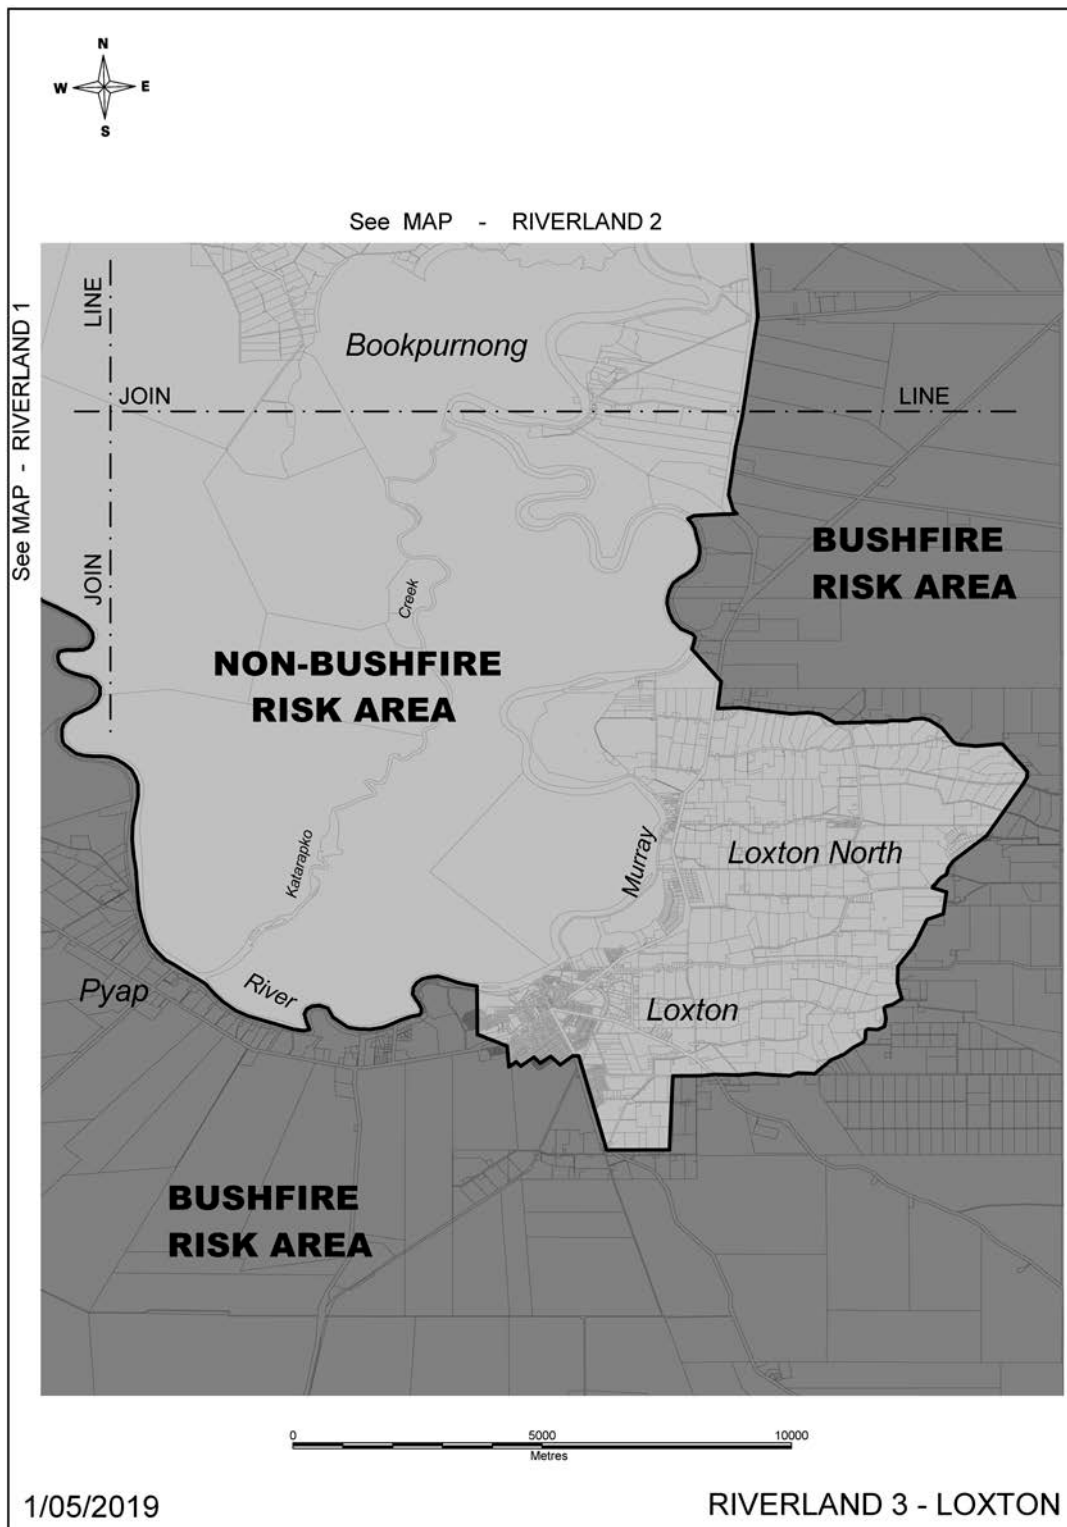 N
W E
S
See MAP - RIVERLAND 2
See MAP - RIVERLAND 1
LINE
JOIN
Bookpurnong
JOIN LINE
BUSHFIRE
RISK AREA
Creek
NON-BUSHFIRE
RISK AREA
Katarapko
Murray
Loxton North
Pyap
River
Loxton
BUSHFIRE
RISK AREA
0 5000 10000
Metres
1/05/2019
RIVERLAND 3 - LOXTON